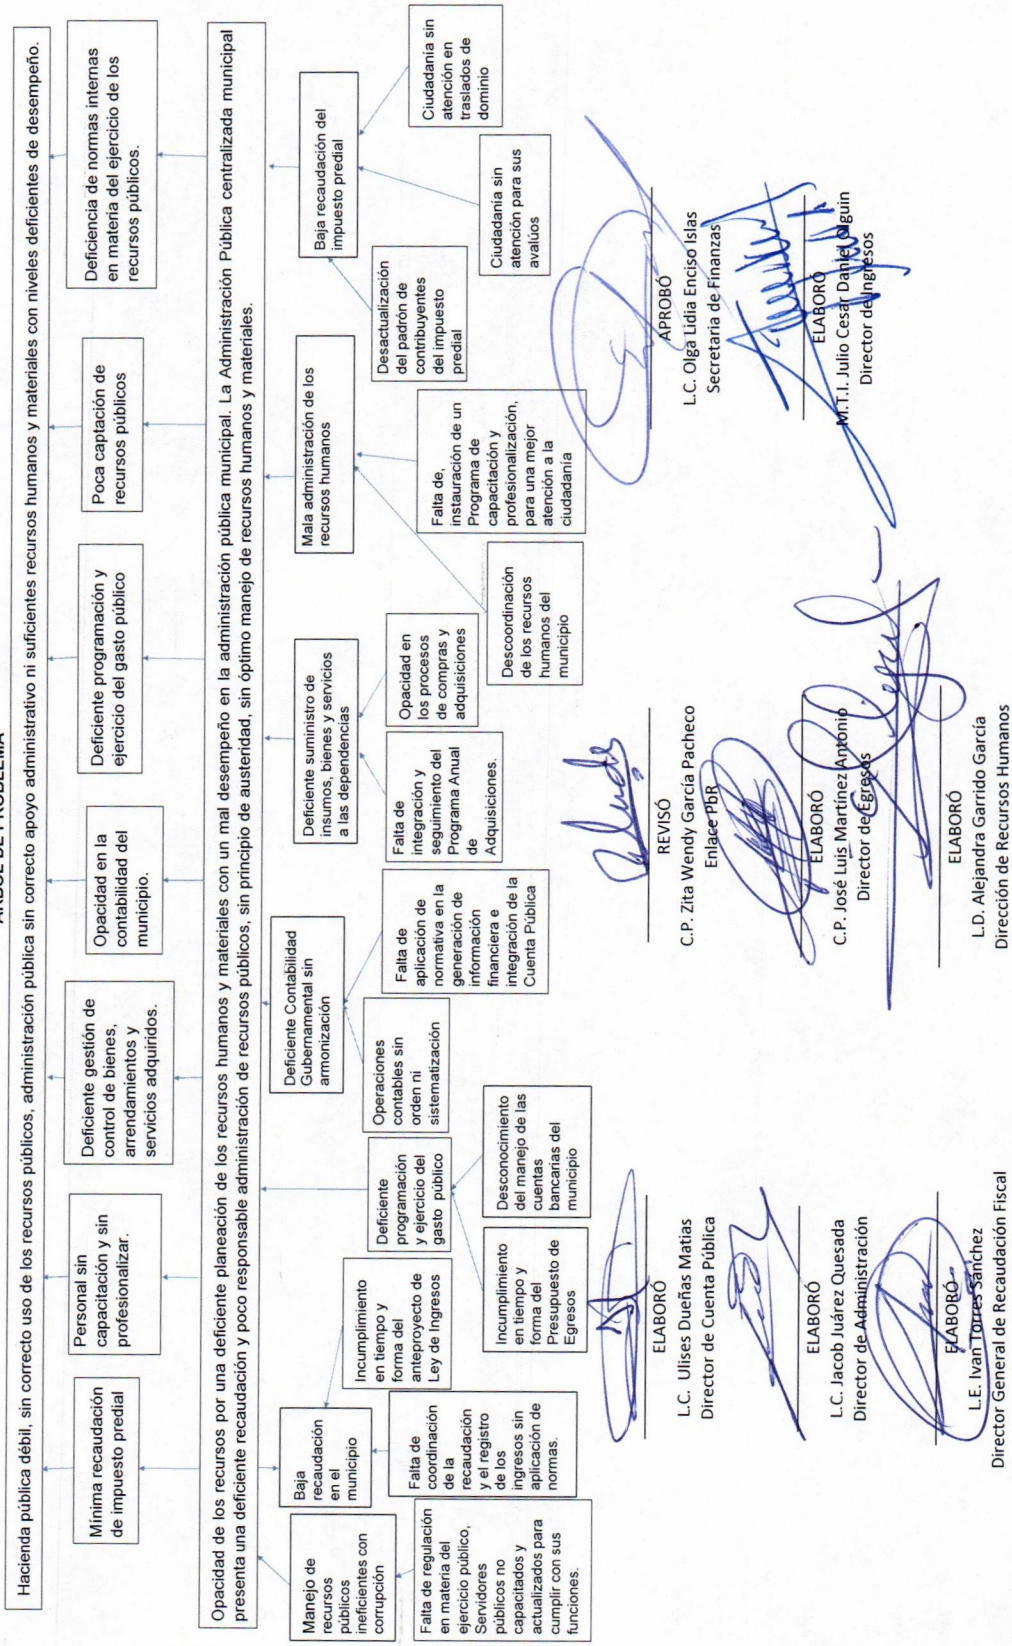 ÁRBOL DE PROBLEMA
Hacienda pública débil, sin correcto uso de los recursos públicos, administración pública sin correcto apoyo administrativo ni suficientes recursos humanos y materiales con niveles deficientes de desempeño.
Minima recaudación
de impuesto predial
Personal sin
capacitación y sin
profesionalizar.
Deficiente gestión de
control de bienes,
arrendamientos y
servicios adquiridos.
Opacidad en la
contabilidad del
municipio.
Deficiente programación y
ejercicio del gasto público
Poca captación de
recursos públicos
Deficiencia de normas internas
en materia del ejercicio de los
recursos públicos.
Opacidad de los recursos por una deficiente planeación de los recursos humanos y materiales con un mal desempeño en la administración pública municipal. La Administración Pública centralizada municipal
presenta una deficiente recaudación y poco responsable administración de recursos públicos, sin principio de austeridad, sin óptimo manejo de recursos humanos y materiales.
Manejo de
recursos
públicos
ineficientes con
corrupción
Baja
recaudación
en el
municipio
Deficiente
programación
y ejercicio del
gasto público
Deficiente Contabilidad
Gubernamental sin
armonización
Deficiente suministro de
insumos, bienes y servicios
a las dependencias
Mala administración de los
recursos humanos
Baja recaudación del
impuesto predial
Falta de regulación
en materia del
ejercicio público,
Servidores
públicos no
capacitados y
actualizados para
cumplir con sus
funciones.
Falta de
coordinación
de la
recaudación
y el registro
de los
ingresos sin
aplicación de
normas.
Incumplimiento
en tiempo y
forma del
anteproyecto de
Ley de Ingresos
Incumplimiento
en tiempo y
forma del
Presupuesto de
Egresos
Desconocimiento
del manejo de las
cuentas
bancarias del
municipio
Operaciones
contables sin
orden ni
sistematización
Falta de
aplicación de
normativa en la
generación de
información
financiera e
integración de la
Cuenta Pública
Falta de
integración y
seguimiento del
Programa Anual
de
Adquisiciones.
Opacidad en
los procesos
de compras y
adquisiciones
Descoordinación
de los recursos
humanos del
municipio
Falta de,
instauración de un
Programa de
capacitación y
profesionalización,
para una mejor
atención a la
ciudadanía
Desactualización
del padrón de
contribuyentes
del impuesto
predial
Ciudadanía sin
atención para sus
avalúos
Ciudadanía sin
atención en
traslados de
dominio
ELABORÓ
L.C. Ulises Dueñas Matias
Director de Cuenta Pública
REVISÓ
C.P. Zita Wendy García Pacheco
Enlace PbR
APROBÓ
L.C. Olga Lidia Enciso Islas
Secretaria de Finanzas
ELABORÓ
L.C. Jacob Juárez Quesada
Director de Administración
ELABORÓ
C.P. José Luis Martínez Antonio
Director de Egresos
ELABORÓ
M.T.I. Julio Cesar Daniel Olguin
Director de Ingresos
ELABORÓ
L.E. Ivan Torres Sánchez
Director General de Recaudación Fiscal
ELABORÓ
L.D. Alejandra Garrido García
Dirección de Recursos Humanos